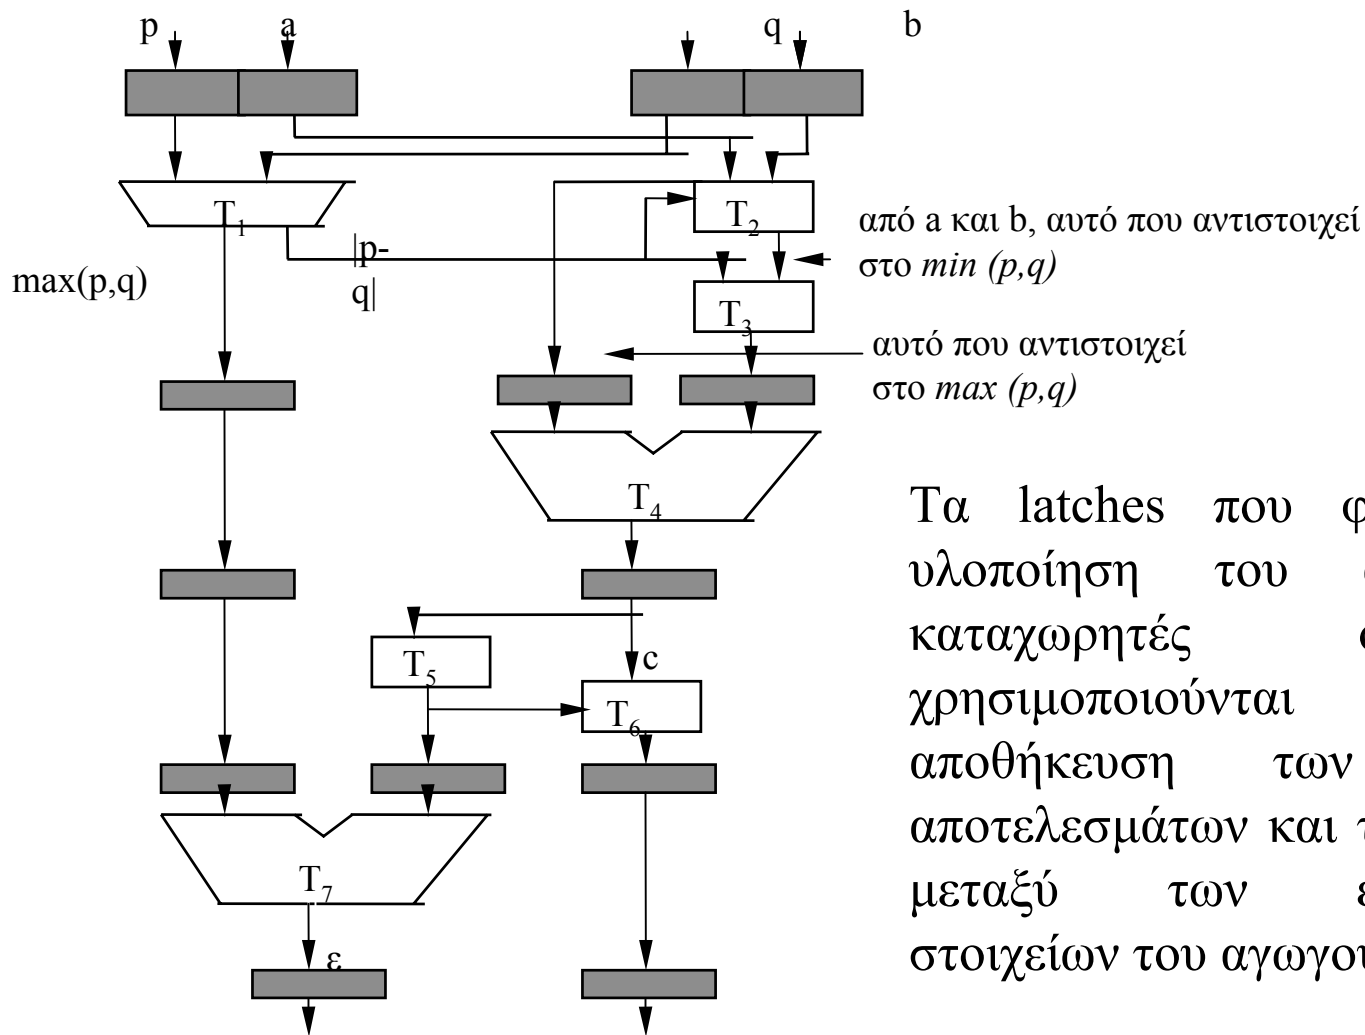 p a q b
T1
T2
από a και b, αυτό που αντιστοιχεί
στο min (p,q)
|p-
q|
max(p,q)
T3
αυτό που αντιστοιχεί
στο max (p,q)
T4
Τα latches που φ
υλοποίηση του
καταχωρητές
χρησιμοποιούνται
αποθήκευση των
αποτελεσμάτων και
μεταξύ των ε
στοιχείων του αγωγο
T5
c
T6
T7
ε